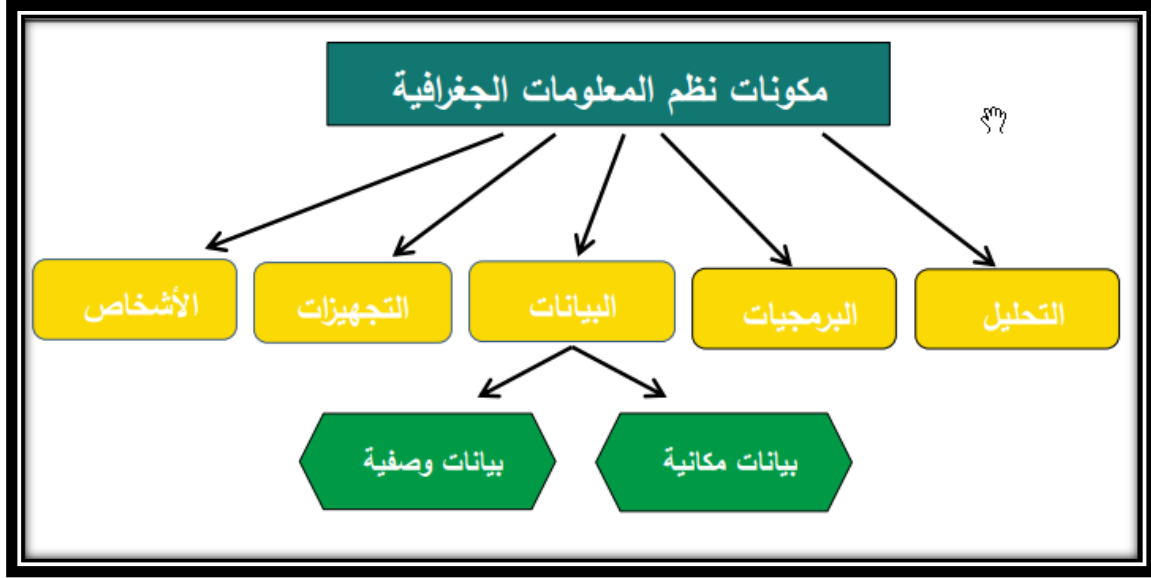 مكونات نظم المعلومات الجغرافية
التحليل
البرمجيات
البيانات
التجهيزات
الأشخاص
بيانات مكانية
بيانات وصفية